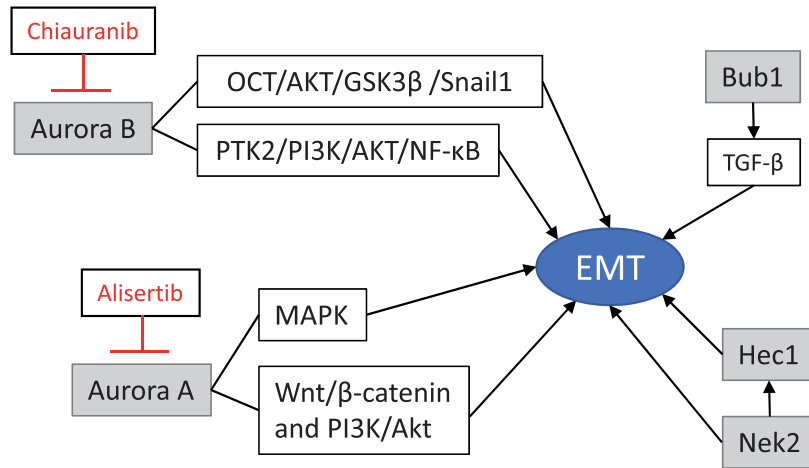 Chiauranib
Aurora B
OCT/AKT/GSK3β /Snail1
PTK2/PI3K/AKT/NF-κB
Bub1
TGF-β
EMT
Alisertib
Aurora A
MAPK
Wnt/β-catenin
and PI3K/Akt
Hec1
Nek2